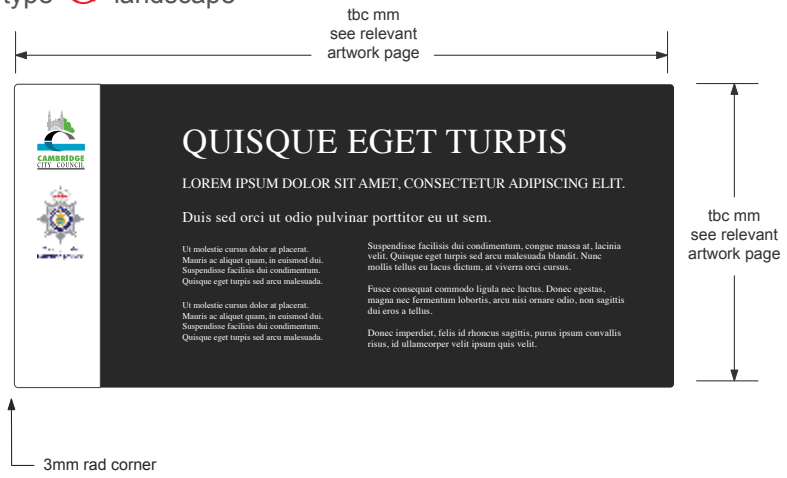 type landscape
tbc mm
see relevant
artwork page
CAMBRIDGE
CITY COUNCIL
QUISQUE EGET TURPIS
LOREM IPSUM DOLOR SIT AMET, CONSECTETUR ADIPISCING ELIT.
Duis sed orci ut odio pulvinar porttitor eu ut sem.
Ut molestie cursus dolor at placerat.
Mauris ac aliquet quam, in euismod dui.
Suspendisse facilisis dui condimentum.
Quisque eget turpis sed arcu malesuada.
Ut molestie cursus dolor at placerat.
Mauris ac aliquet quam, in euismod dui.
Suspendisse facilisis dui condimentum.
Quisque eget turpis sed arcu malesuada.
Suspendisse facilisis dui condimentum, congue massa at, lacinia
velit. Quisque eget turpis sed arcu malesuada blandit. Nunc
mollis tellus eu lacus dictum, at viverra orci cursus.
Fusce consequat commodo ligula nec luctus. Donec egestas,
magna nec fermentum lobortis, arcu nisi ornare odio, non sagittis
dui eros a tellus.
Donec imperdiet, felis id rhoncus sagittis, purus ipsum convallis
risus, id ullamcorper velit ipsum quis velit.
tbc mm
see relevant
artwork page
3mm rad corner